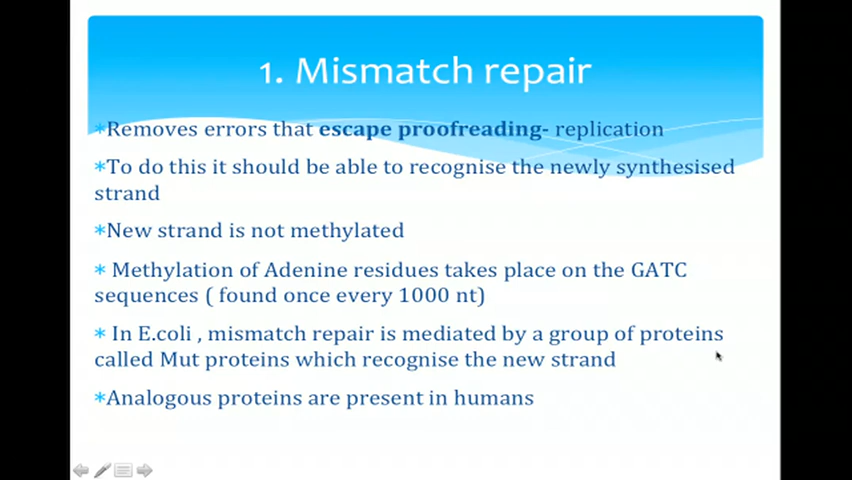 1. Mismatch repair
*Removes errors that escape proofreading- replication
*To do this it should be able to recognise the newly synthesised
strand
*New strand is not methylated
* Methylation of Adenine residues takes place on the GATC
sequences ( found once every 1000 nt)
* In E.coli , mismatch repair is mediated by a group of proteins
called Mut proteins which recognise the new strand
*Analogous proteins are present in humans